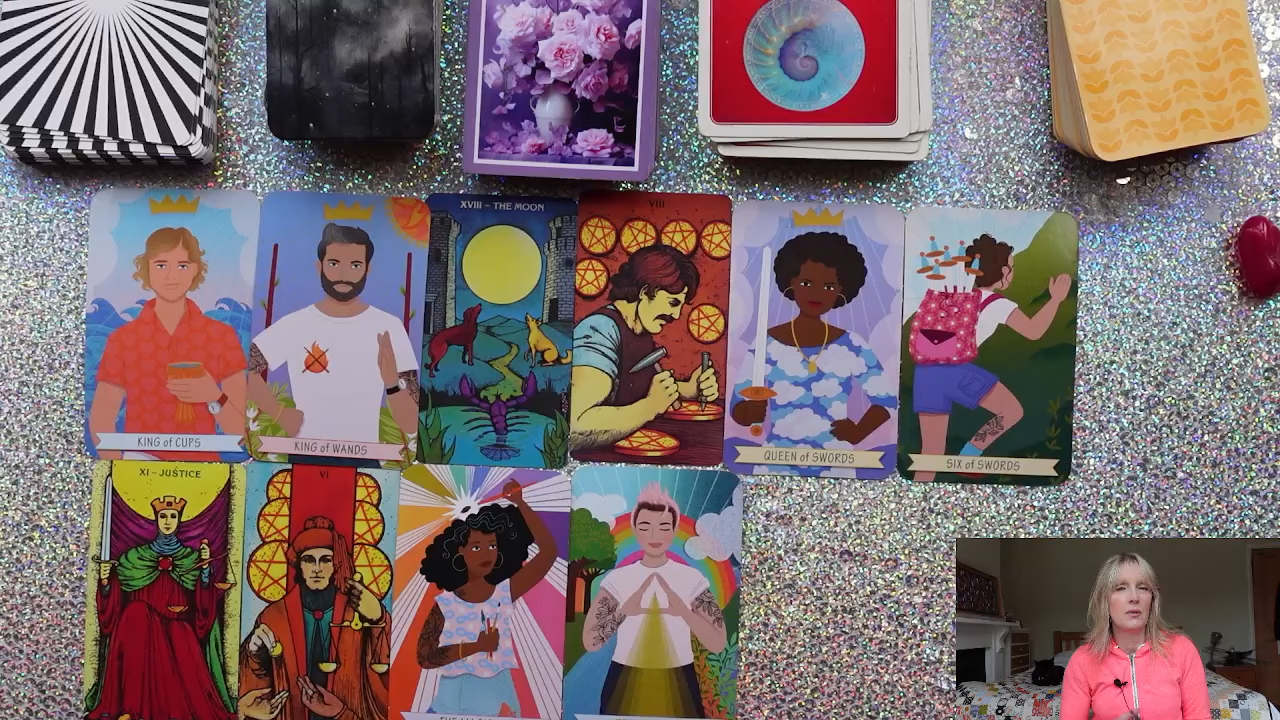 XVIII – THE MOON
VIII
KING of CUPS
KING of WANDS
QUEEN of SWORDS
SIX of SWORDS
XI – JUSTICE
VI